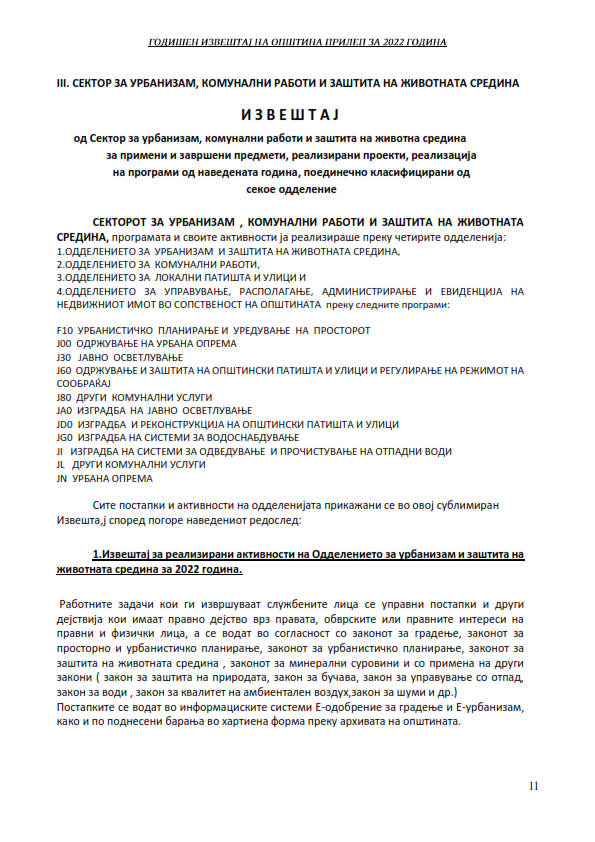 ГОДИШЕН ИЗВЕШТАЈ НА ОПШТИНА ПРИЛЕП ЗА 2022 ГОДИНА
III. СЕКТОР ЗА УРБАНИЗАМ, КОМУНАЛНИ РАБОТИ И ЗАШТИТА НА ЖИВОТНАТА СРЕДИНА
И З В Е Ш Т А Ј
од Сектор за урбанизам, комунални работи и заштита на животна средина
за примени и завршени предмети, реализирани проекти, реализација
на програми од наведената година, поединечно класифицирани од
секое одделение
СЕКТОРОТ ЗА УРБАНИЗАМ , КОМУНАЛНИ РАБОТИ И ЗАШТИТА НА ЖИВОТНАТА
СРЕДИНА, програмата и своите активности ја реализираше преку четирите одделенија:
1.ОДДЕЛЕНИЕТО ЗА УРБАНИЗАМ И ЗАШТИТА НА ЖИВОТНАТА СРЕДИНА,
2.ОДДЕЛЕНИЕТО ЗА КОМУНАЛНИ РАБОТИ,
3.ОДДЕЛЕНИЕТО ЗА ЛОКАЛНИ ПАТИШТА И УЛИЦИ И
4.ОДДЕЛЕНИЕТО ЗА УПРАВУВАЊЕ, РАСПОЛАГАЊЕ, АДМИНИСТРИРАЊЕ И ЕВИДЕНЦИЈА НА
НЕДВИЖНИОТ ИМОТ ВО СОПСТВЕНОСТ НА ОПШТИНАТА преку следните програми:
F10 УРБАНИСТИЧКО ПЛАНИРАЊЕ И УРЕДУВАЊЕ НА ПРОСТОРОТ
J00 ОДРЖУВАЊЕ НА УРБАНА ОПРЕМА
J30 ЈАВНО ОСВЕТЛУВАЊЕ
J60 ОДРЖУВАЊЕ И ЗАШТИТА НА ОПШТИНСКИ ПАТИШТА И УЛИЦИ И РЕГУЛИРАЊЕ НА РЕЖИМОТ НА
СООБРАЌАЈ
J80 ДРУГИ КОМУНАЛНИ УСЛУГИ
JA0 ИЗГРАДБА НА ЈАВНО ОСВЕТЛУВАЊЕ
JD0 ИЗГРАДБА И РЕКОНСТРУКЦИЈА НА ОПШТИНСКИ ПАТИШТА И УЛИЦИ
JG0 ИЗГРАДБА НА СИСТЕМИ ЗА ВОДОСНАБДУВАЊЕ
JI ИЗГРАДБА НА СИСТЕМИ ЗА ОДВЕДУВАЊЕ И ПРОЧИСТУВАЊЕ НА ОТПАДНИ ВОДИ
JL ДРУГИ КОМУНАЛНИ УСЛУГИ
JN УРБАНА ОПРЕМА
Сите постапки и активности на одделенијата прикажани се во овој сублимиран
Извешта,ј според погоре наведениот редослед:
1.Извештај за реализирани активности на Одделението за урбанизам и заштита на
животната средина за 2022 година.
Работните задачи кои ги извршуваат службените лица се управни постапки и други
дејствија кои имаат правно дејство врз правата, обврските или правните интереси на
правни и физички лица, а се водат во согласност со законот за градење, законот за
просторно и урбанистичко планирање, законот за урбанистичко планирање, законот за
заштита на животната средина , законот за минерални суровини и со примена на други
закони ( закон за заштита на природата, закон за бучава, закон за управување со отпад,
закон за води , закон за квалитет на амбиентален воздух,закон за шуми и др.)
Постапките се водат во информациските системи Е-одобрение за градење и Е-урбанизам,
како и по поднесени барања во хартиена форма преку архивата на општината.
11